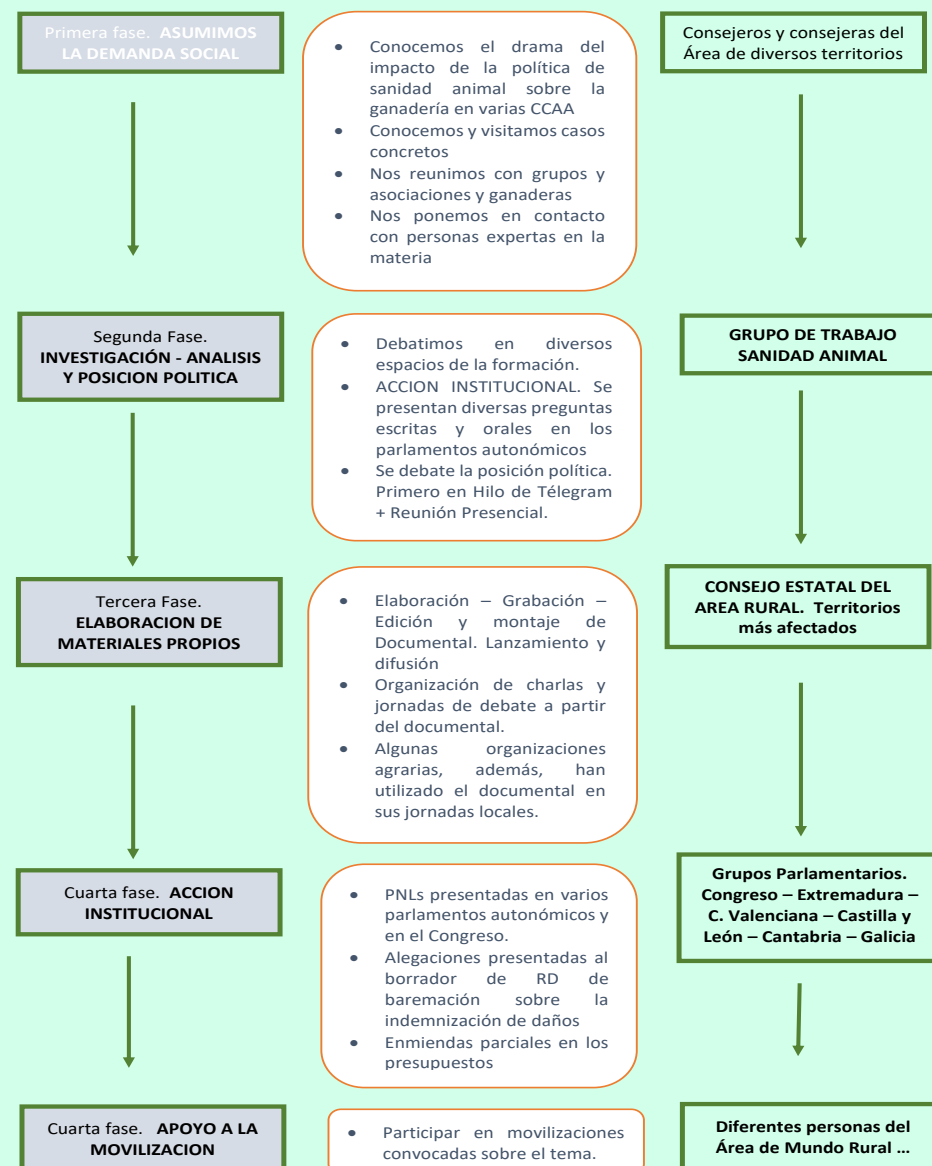 Primera fase. ASUMIMOS
LA DEMANDA SOCIAL
• Conocemos el drama del
impacto de la política de
sanidad animal sobre la
ganadería en varias CCAA
• Conocemos y visitamos casos
concretos
• Nos reunimos con grupos y
asociaciones y ganaderas
• Nos ponemos en contacto
con personas expertas en la
materia
Consejeros y consejeras del
Área de diversos territorios
Segunda Fase.
INVESTIGACIÓN - ANALISIS
Y POSICION POLITICA
• Debatimos en diversos
espacios de la formación.
• ACCION INSTITUCIONAL. Se
presentan diversas preguntas
escritas y orales en los
parlamentos autonómicos
• Se debate la posición política.
Primero en Hilo de Télegram
+ Reunión Presencial.
GRUPO DE TRABAJO
SANIDAD ANIMAL
Tercera Fase.
ELABORACION DE
MATERIALES PROPIOS
• Elaboración – Grabación –
Edición y montaje de
Documental. Lanzamiento y
difusión
• Organización de charlas y
jornadas de debate a partir
del documental.
• Algunas organizaciones
agrarias, además, han
utilizado el documental en
sus jornadas locales.
CONSEJO ESTATAL DEL
AREA RURAL. Territorios
más afectados
Cuarta fase. ACCION
INSTITUCIONAL
• PNLs presentadas en varios
parlamentos autonómicos y
en el Congreso.
• Alegaciones presentadas al
borrador de RD de
baremación sobre la
indemnización de daños
• Enmiendas parciales en los
presupuestos
Grupos Parlamentarios.
Congreso – Extremadura –
C. Valenciana – Castilla y
León – Cantabria – Galicia
Cuarta fase. APOYO A LA
MOVILIZACION
• Participar en movilizaciones
convocadas sobre el tema.
Diferentes personas del
Área de Mundo Rural ...